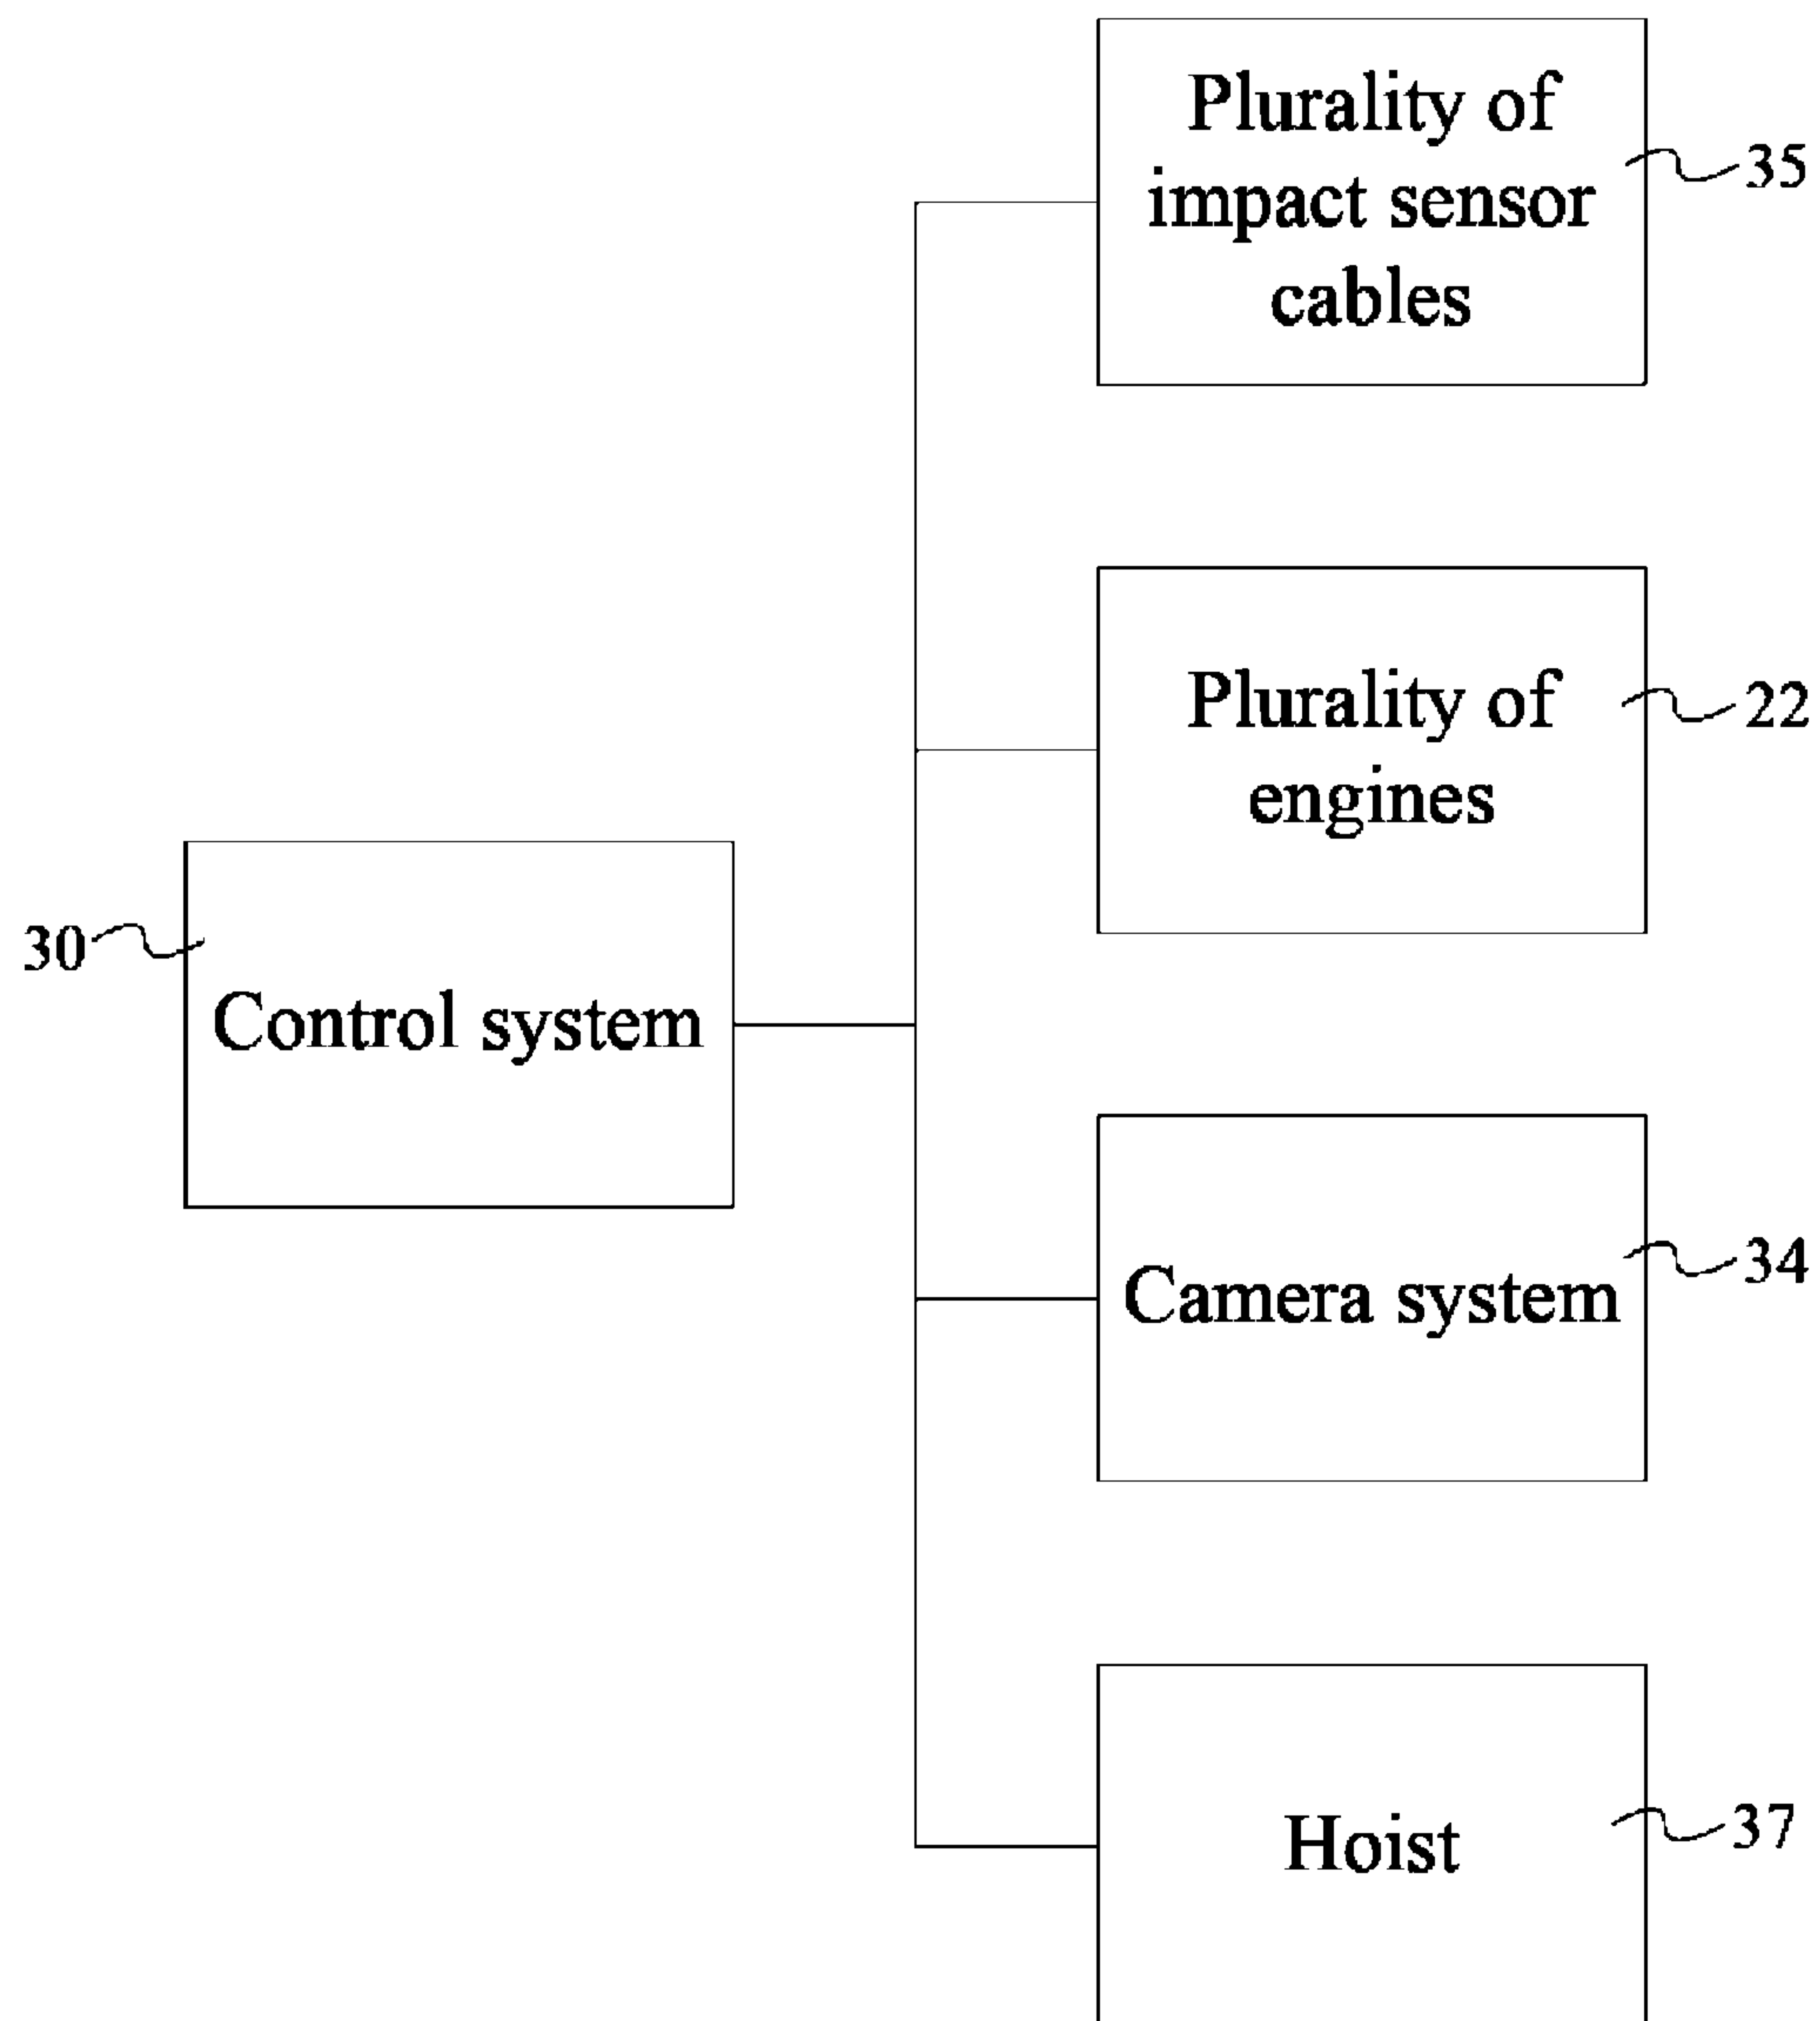 Plurality of
impact sensor
cables
35
Plurality of
engines
22
30
Control system
Camera system
34
Hoist
37